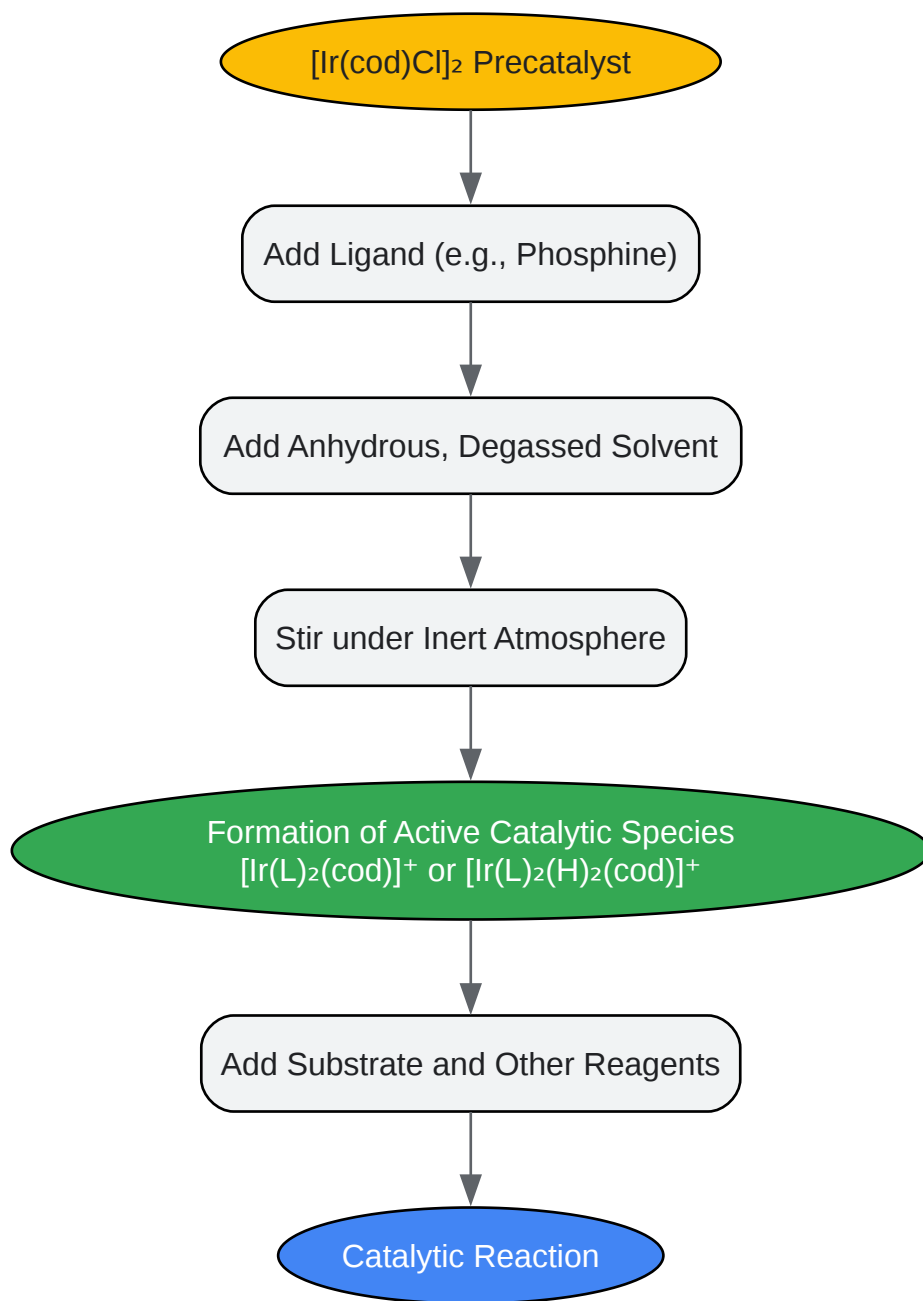 [Ir(cod)Cl]₂ Precatalyst
Add Ligand (e.g., Phosphine)
Add Anhydrous, Degassed Solvent
Stir under Inert Atmosphere
Formation of Active Catalytic Species
[Ir(L)₂(cod)]⁺ or [Ir(L)₂(H)₂(cod)]⁺
Add Substrate and Other Reagents
Catalytic Reaction